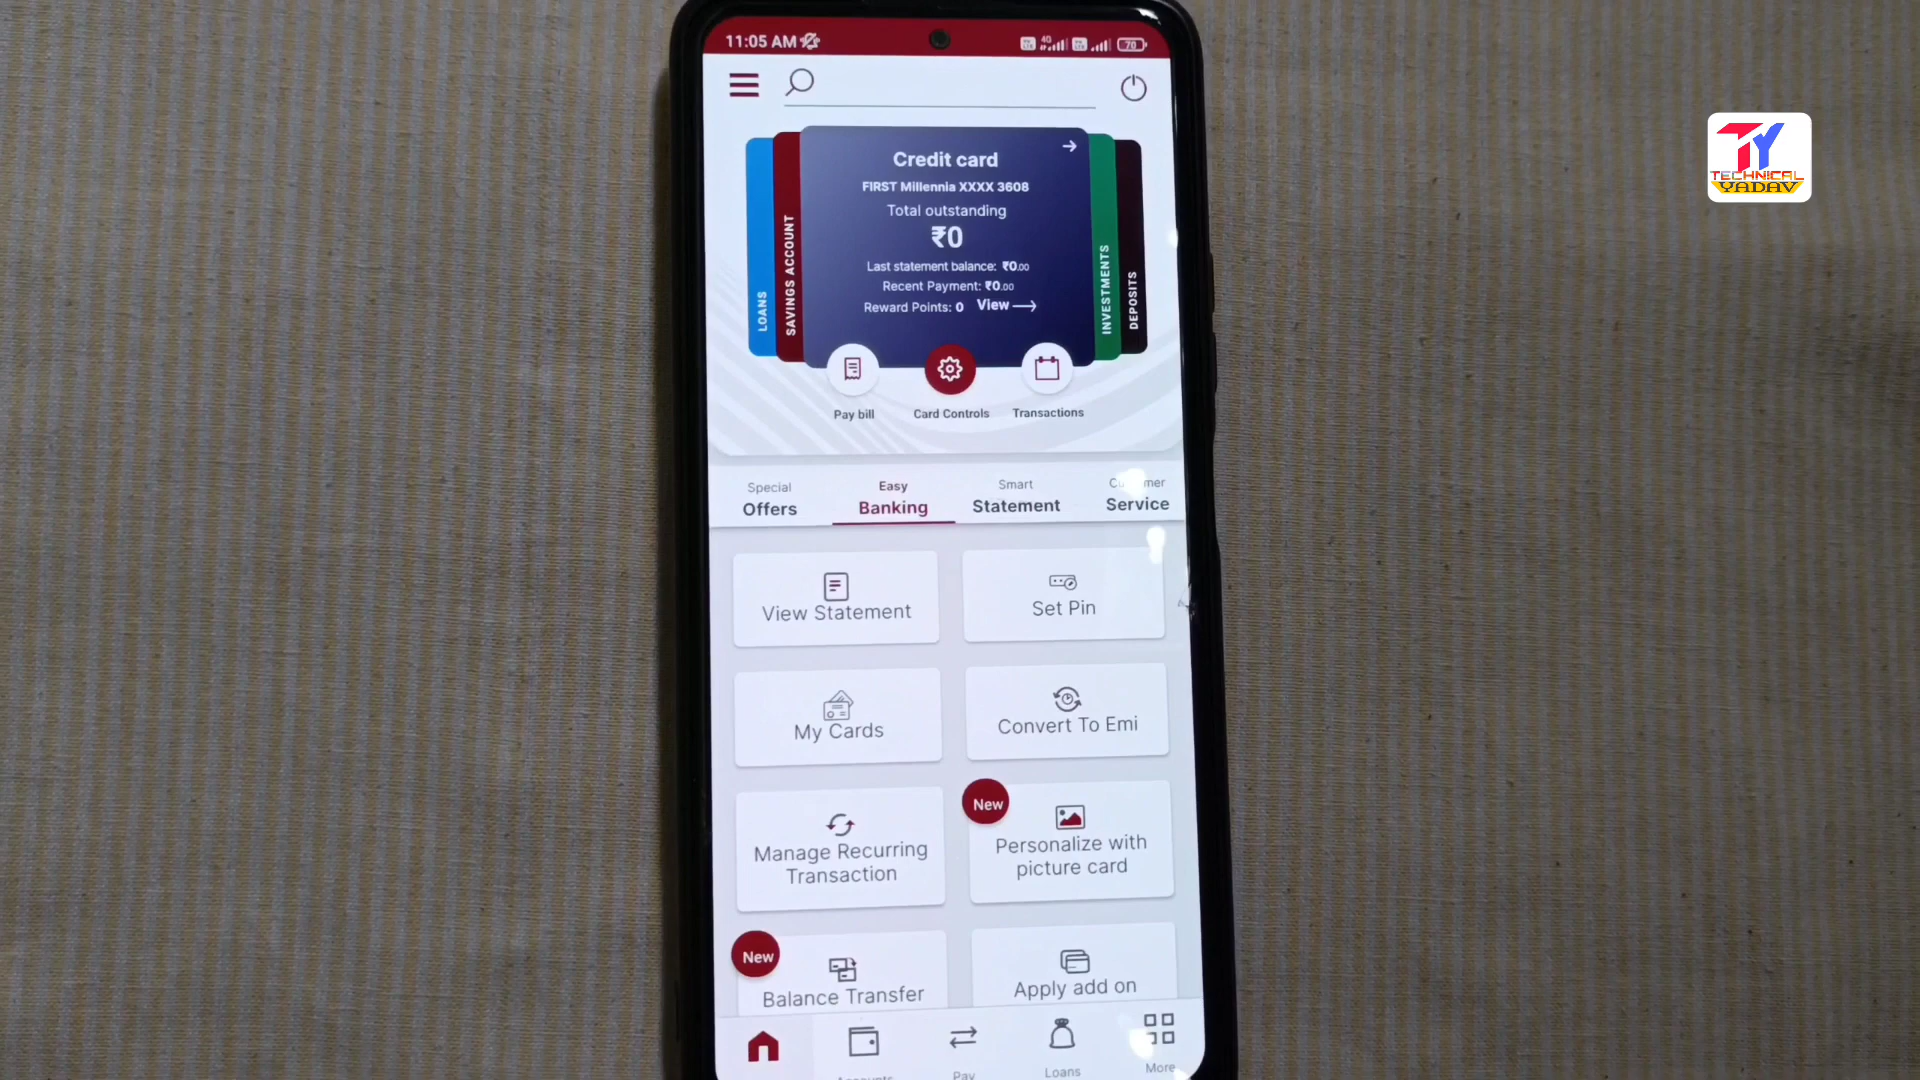 11:05 AM
4G
70
Credit card
FIRST Millennia XXXX 3608
Total outstanding
₹0
Last statement balance: ₹0.00
Recent Payment: ₹0.00
Reward Points: 0 View
LOANS
SAVINGS ACCOUNT
INVESTMENTS
DEPOSITS
Pay bill
Card Controls
Transactions
Special
Offers
Easy
Banking
Smart
Statement
Service
View Statement
Set Pin
My Cards
Convert To Emi
Manage Recurring
Transaction
New
Personalize with
picture card
New
Balance Transfer
Apply add on
Pay
Loans
More
TY
TECHNICAL
YADAV